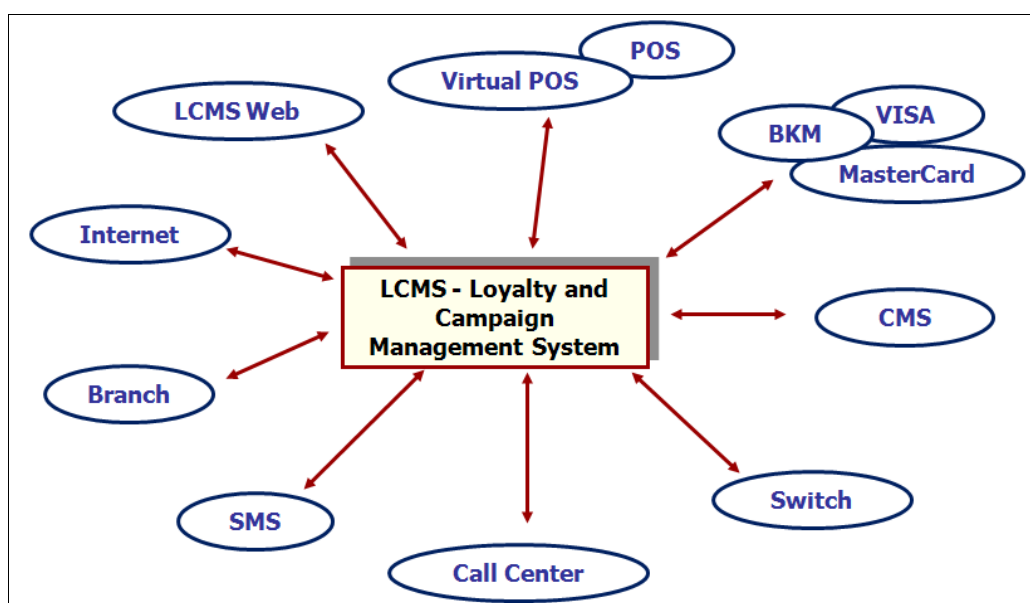 POS
Virtual POS
LCMS Web
VISA
BKM
MasterCard
Internet
LCMS - Loyalty and
Campaign
Management System
CMS
Branch
Switch
SMS
Call Center